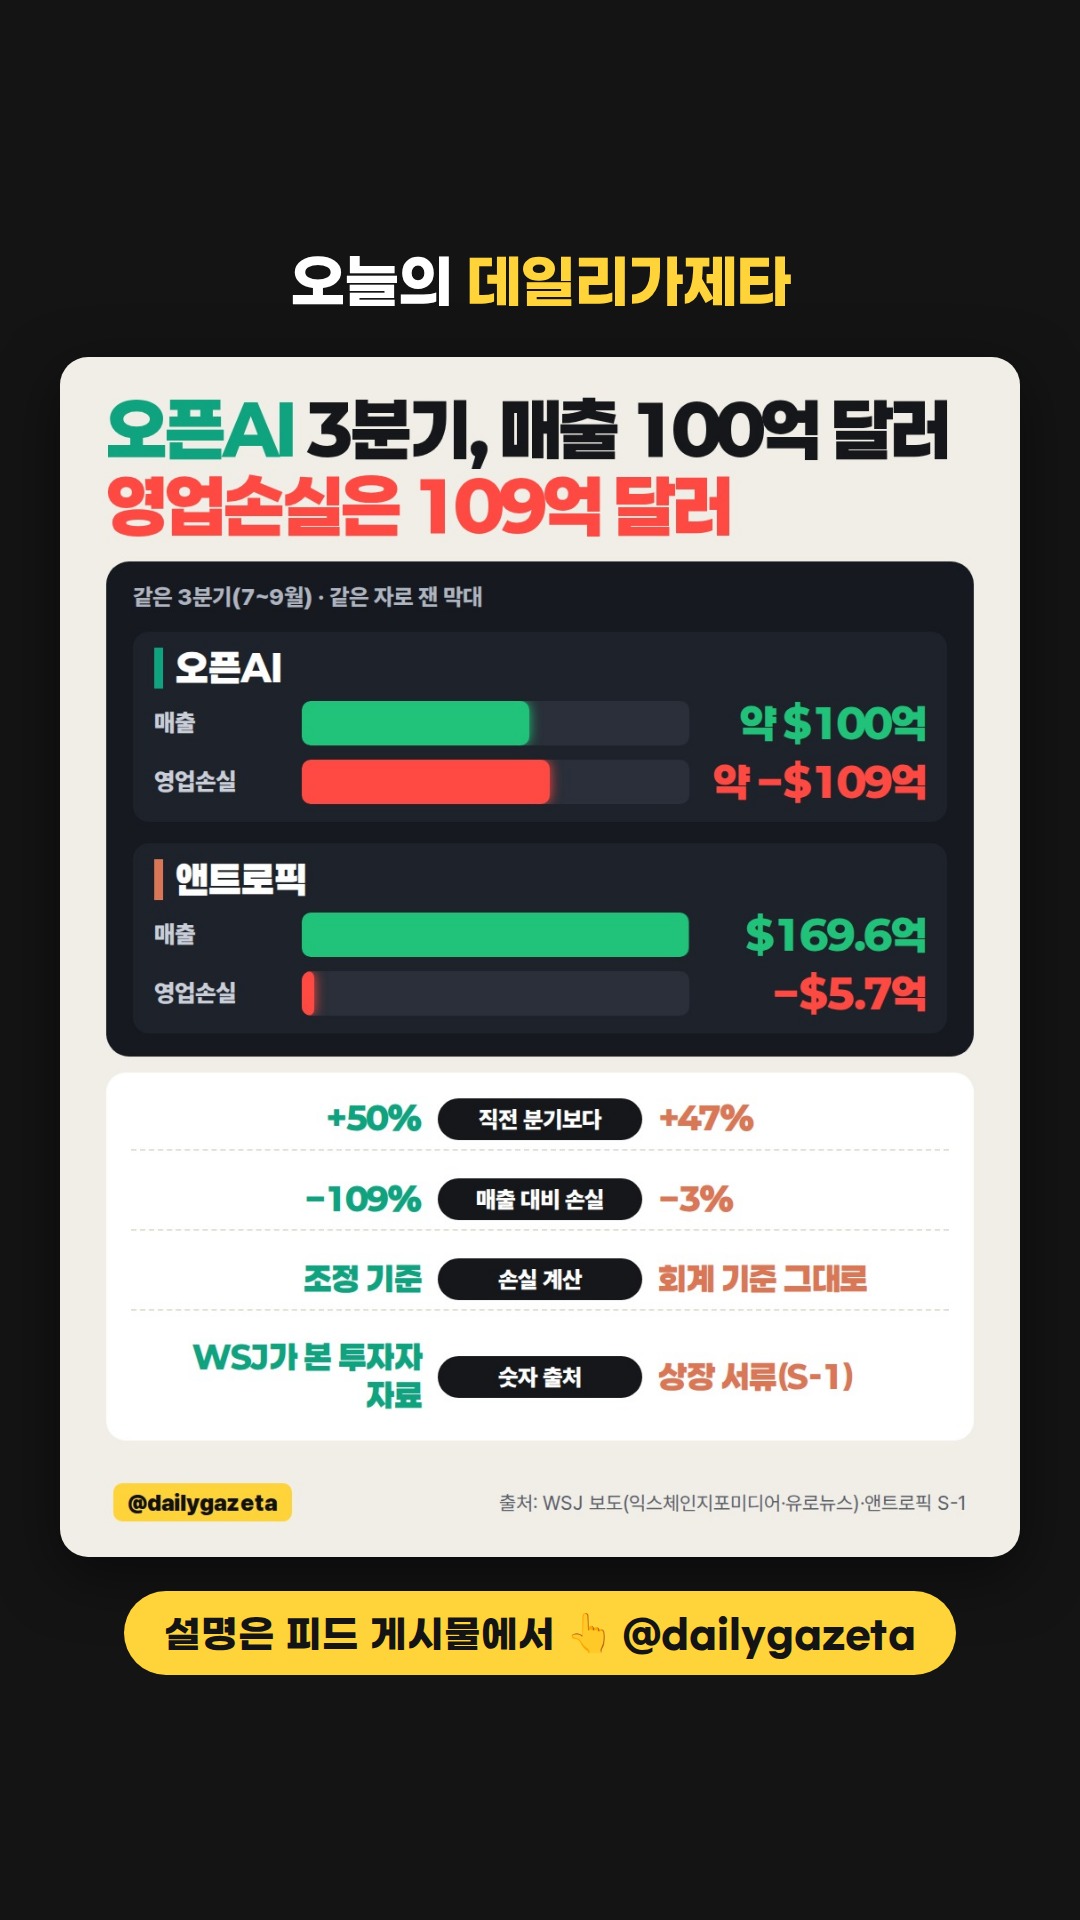 오늘의 데일리가제타
오픈AI 3분기, 매출 100억 달러
영업손실은 109억 달러
같은 3분기(7~9월) · 같은 자로 잰 막대
오픈AI
매출 약 $100억
영업손실 약 −$109억
앤트로픽
매출 $169.6억
영업손실 −$5.7억
+50% 직전 분기보다 +47%
−109% 매출 대비 손실 −3%
조정 기준 손실 계산 회계 기준 그대로
WSJ가 본 투자자
자료 숫자 출처 상장 서류(S-1)
@dailygazeta 출처: WSJ 보도(익스체인지포미디어·유로뉴스)·앤트로픽 S-1
설명은 피드 게시물에서 👆 @dailygazeta